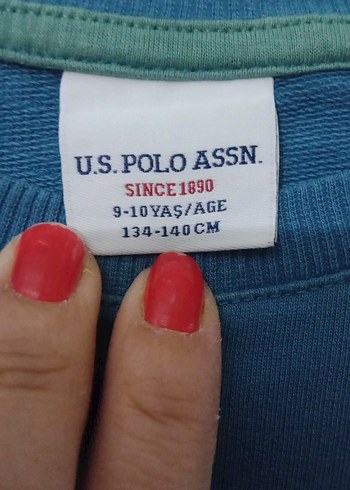 U.S. POLO ASSN.
SINCE 1890
9-10 YAŞ/AGE
134-140 CM